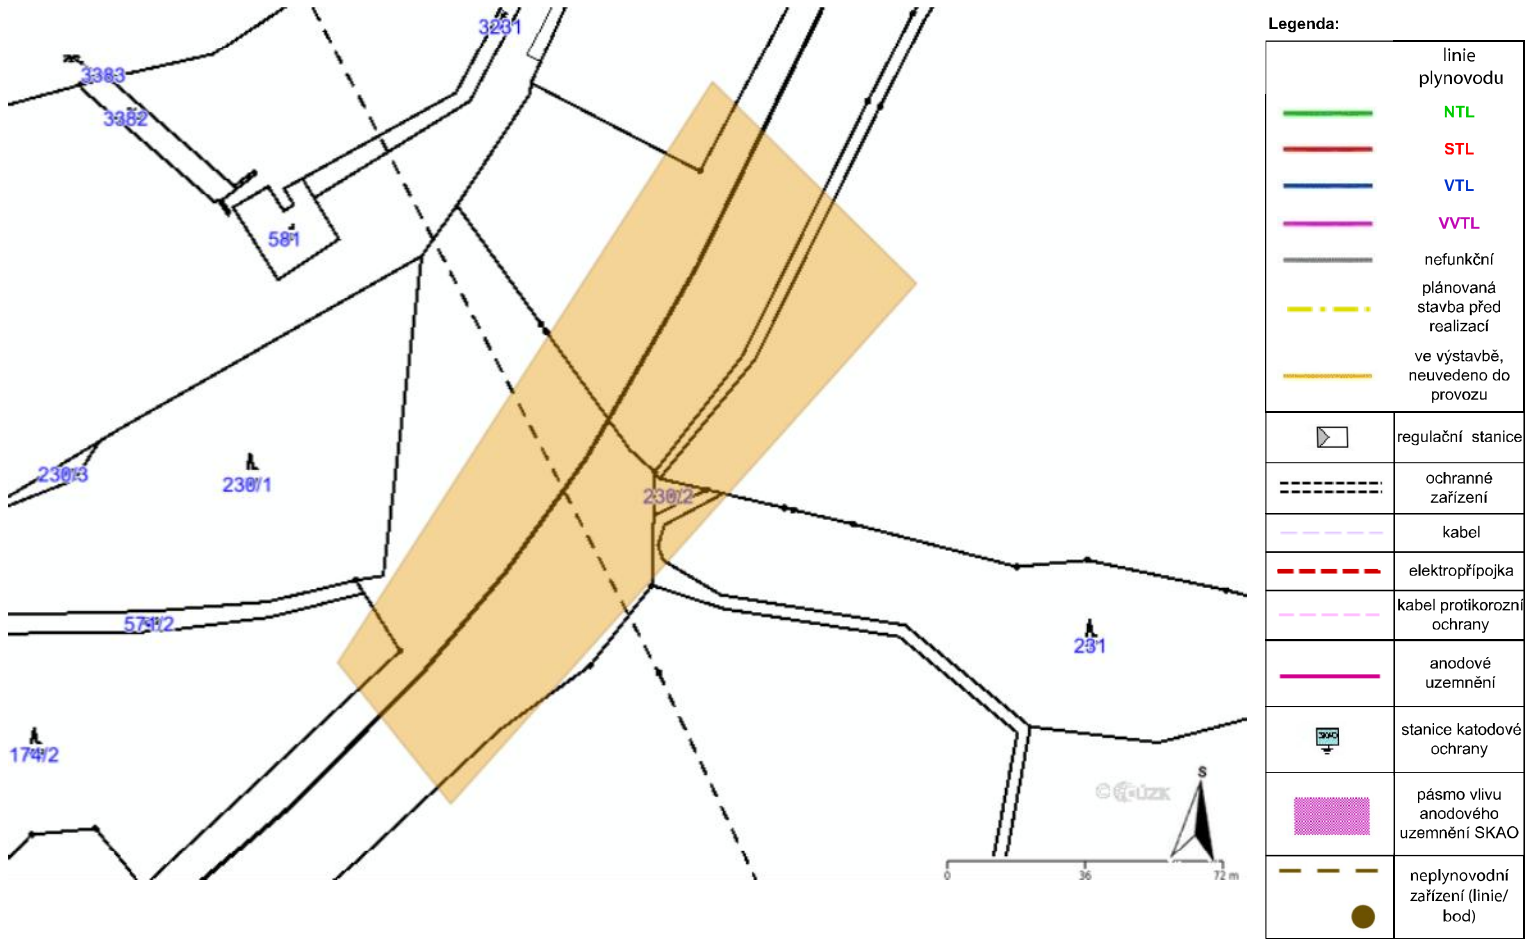 3231
3383
3382
581
230/3
230/1
230/2
571/2
231
174/2
S
0 36 72 m
Legenda:
linie
plynovodu
NTL
STL
VTL
VVTL
nefunkční
plánovaná
stavba před
realizací
ve výstavbě,
neuvedeno do
provozu
regulační stanice
ochranné
zařízení
kabel
elektropřípojka
kabel protikorozní
ochrany
anodové
uzemnění
SKAO
stanice katodové
ochrany
pásmo vlivu
anodového
uzemnění SKAO
neplynovodní
zařízení (linie/
bod)